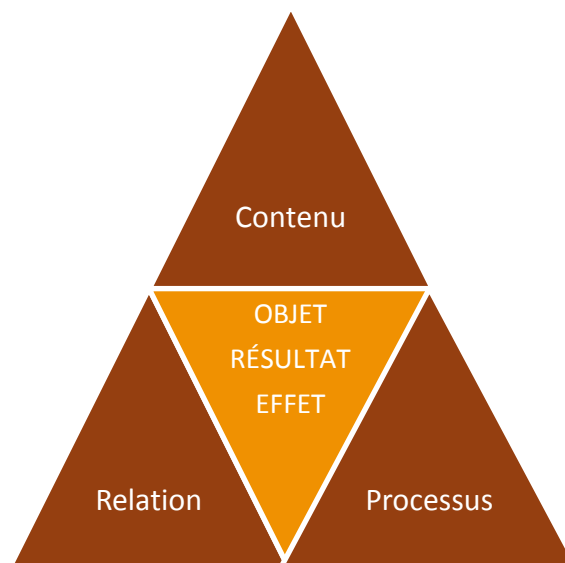 Contenu
OBJET
RÉSULTAT
EFFET
Relation
Processus